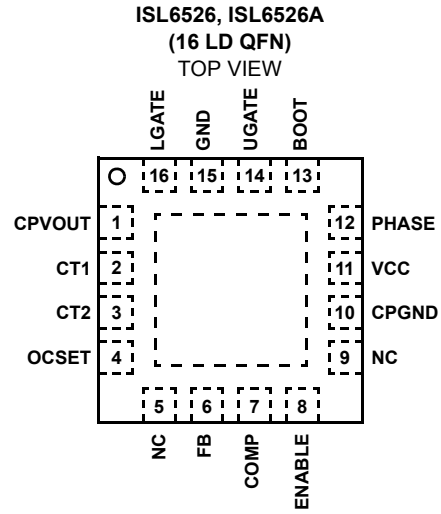 ISL6526, ISL6526A
(16 LD QFN)
TOP VIEW
LGATE
GND
UGATE
BOOT
16
15
14
13
CPVOUT 1
12 PHASE
CT1 2
11 VCC
CT2 3
10 CPGND
OCSET 4
9 NC
5
6
7
8
NC
FB
COMP
ENABLE